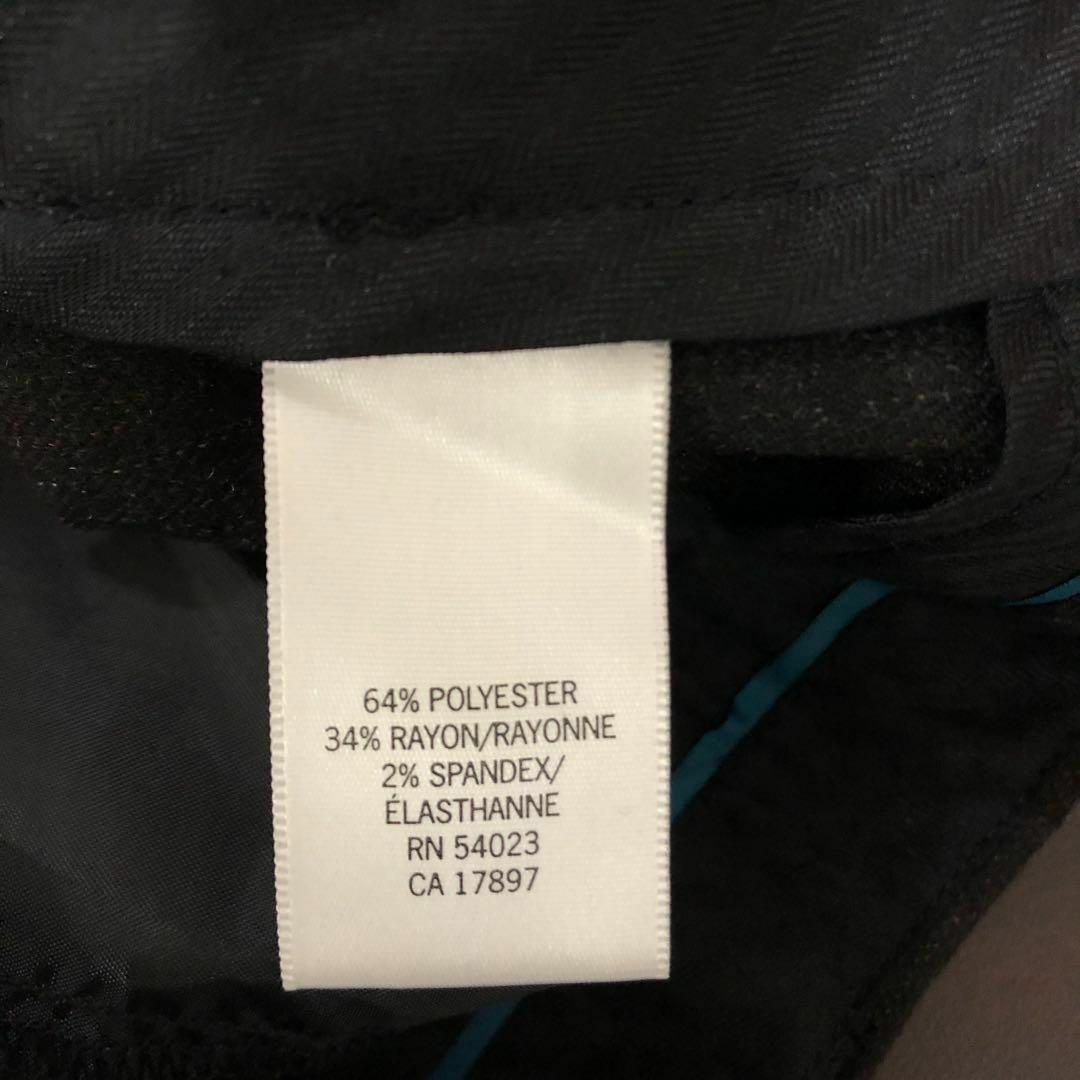 64% POLYESTER
34% RAYON/RAYONNE
2% SPANDEX/
ÉLASTHANNE
RN 54023
CA 17897